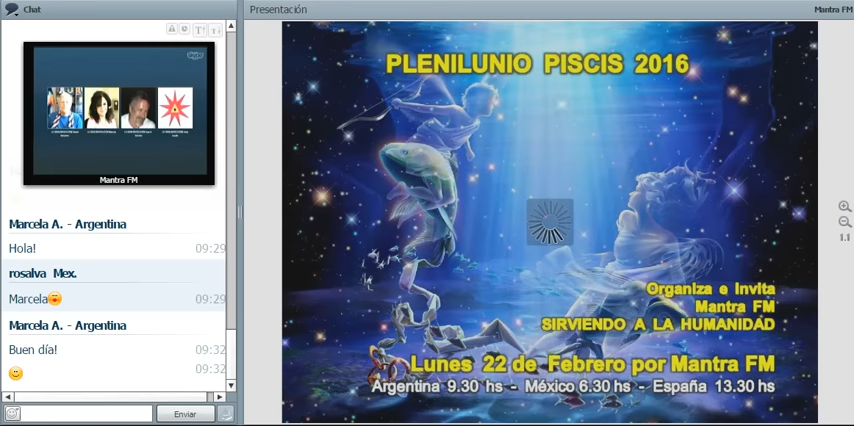 Chat
skype
Mantra FM
Marcela A. - Argentina
Hola! 09:29
rosalva Mex.
Marcela 09:29
Marcela A. - Argentina
Buen día! 09:32
09:32
Enviar
Presentación
Mantra FM
PLENILUNIO PISCIS 2016
Organiza e Invita
Mantra FM
SIRVIENDO A LA HUMANIDAD
Lunes 22 de Febrero por Mantra FM
Argentina 9.30 hs - México 6.30 hs - España 13.30 hs
1:1